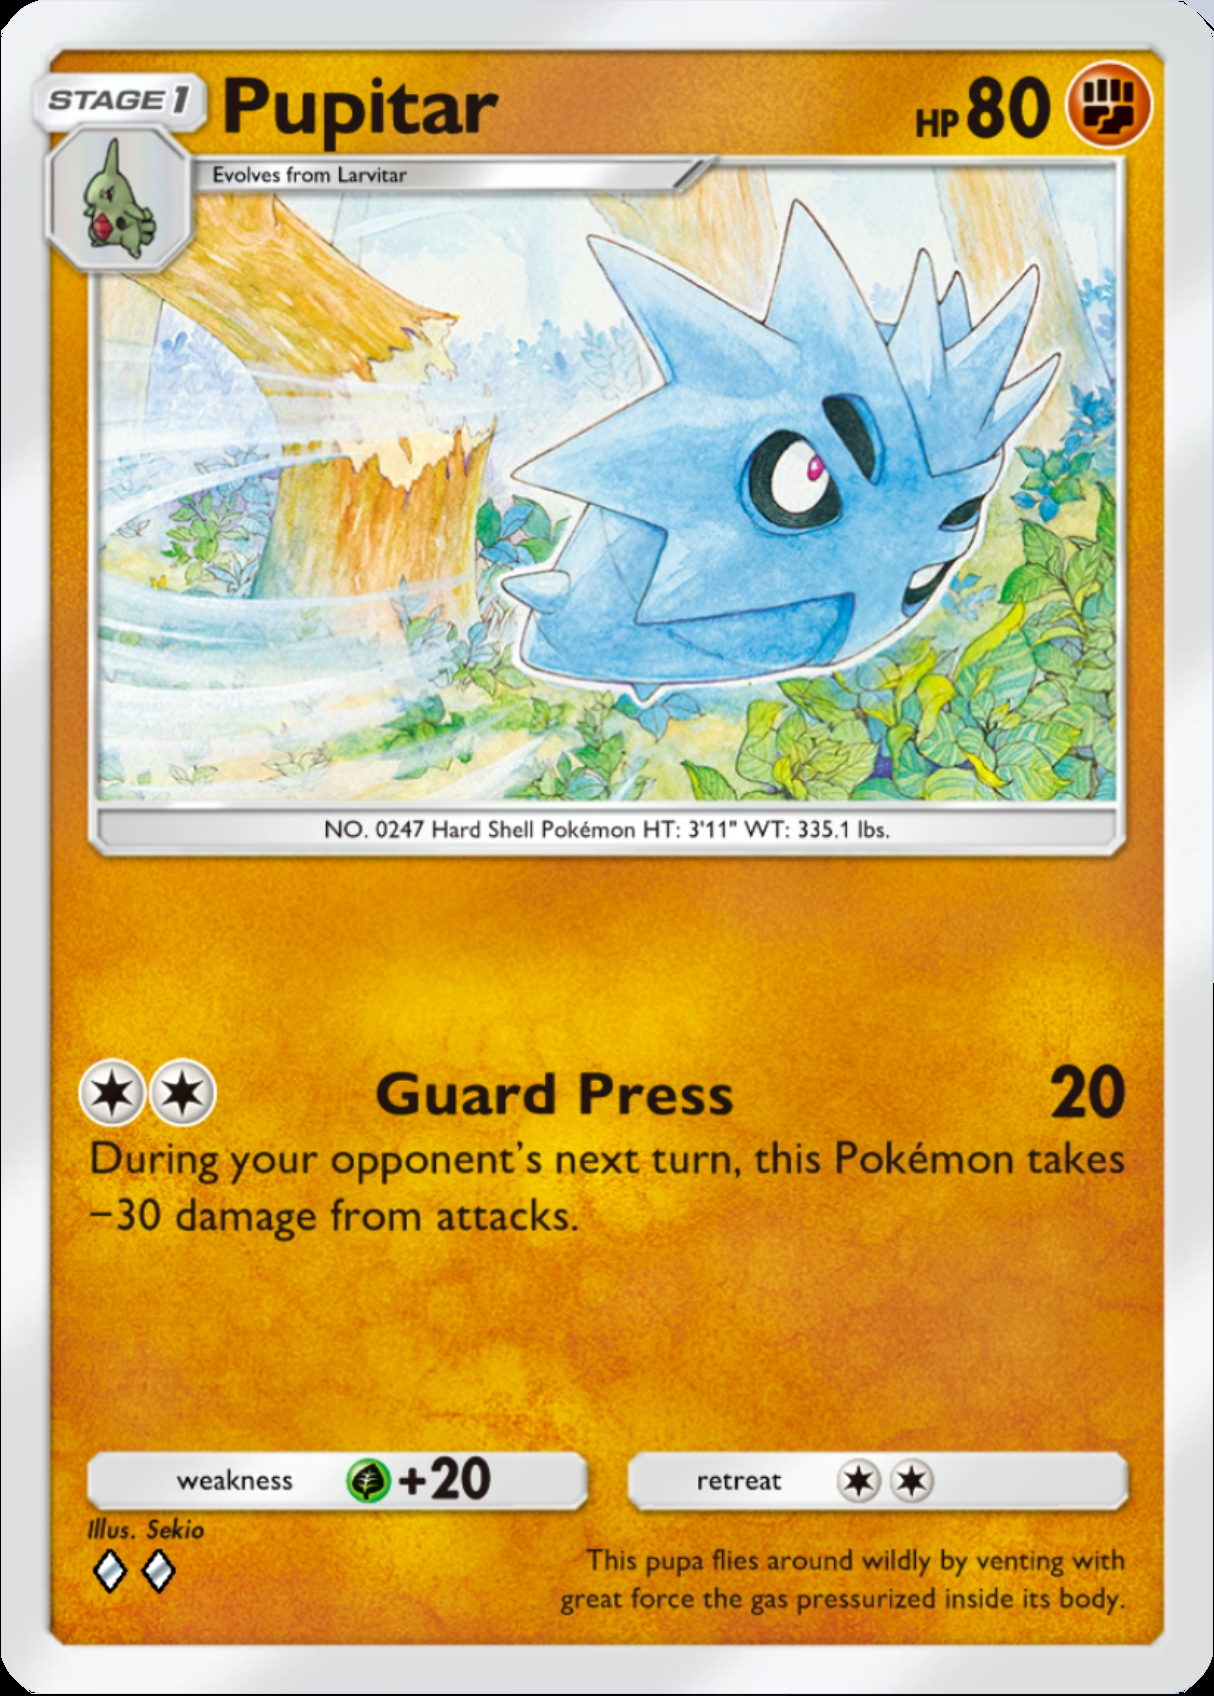 STAGE 1
Pupitar
HP 80
Evolves from Larvitar
NO. 0247 Hard Shell Pokémon HT: 3'11" WT: 335.1 lbs.
Guard Press 20
During your opponent's next turn, this Pokémon takes
−30 damage from attacks.
weakness +20
retreat
Illus. Sekio
This pupa flies around wildly by venting with
great force the gas pressurized inside its body.